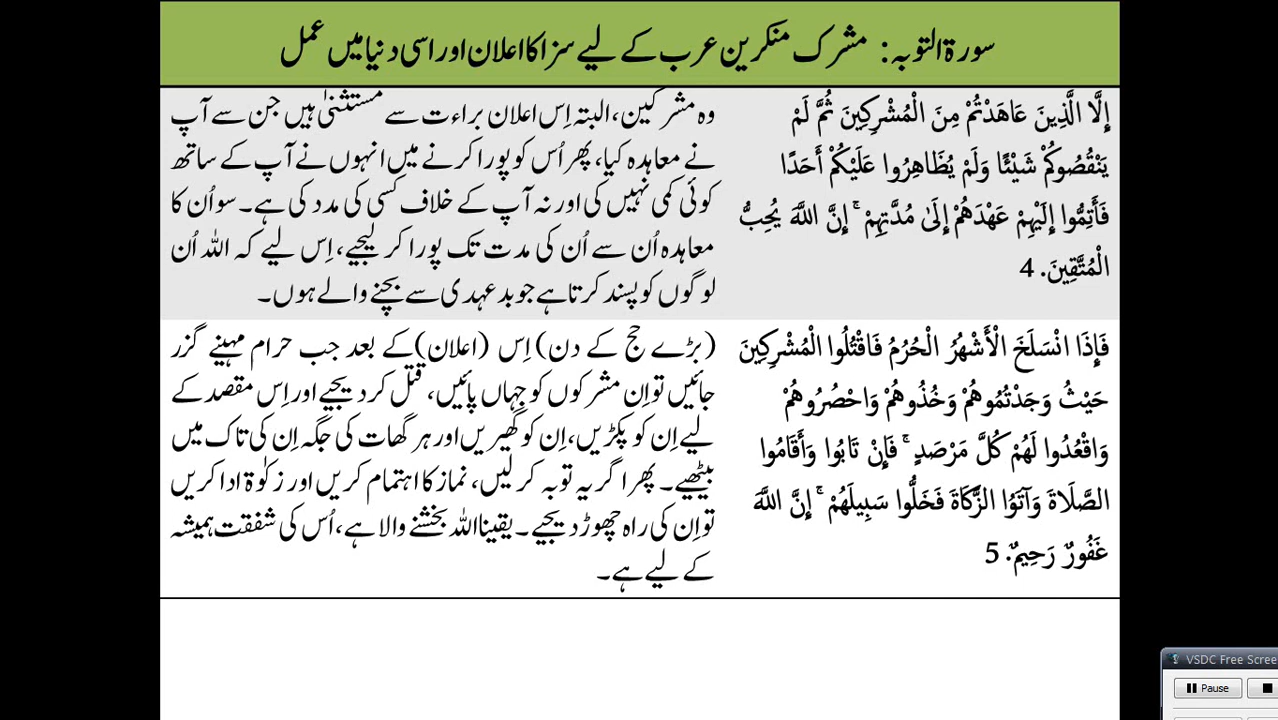 سورۃ التوبہ: مشرک منکرین عرب کے لیے سزا کا اعلان اور اسی دنیا میں عمل
إِلَّا الَّذِينَ عَاهَدْتُمْ مِنَ الْمُشْرِكِينَ ثُمَّ لَمْ
يَنْقُصُوكُمْ شَيْئًا وَلَمْ يُظَاهِرُوا عَلَيْكُمْ أَحَدًا
فَأَتِمُّوا إِلَيْهِمْ عَهْدَهُمْ إِلَىٰ مُدَّتِهِمْ ۚ إِنَّ اللَّهَ يُحِبُّ
الْمُتَّقِينَ. 4
وہ مشرکین، البتہ اِس اعلان براءت سے مستثنیٰ ہیں جن سے آپ
نے معاہدہ کیا، پھر اُس کو پورا کرنے میں انہوں نے آپ کے ساتھ
کوئی کمی نہیں کی اور نہ آپ کے خلاف کسی کی مدد کی ہے۔ سو اُن کا
معاہدہ اُن سے اُن کی مدت تک پورا کر لیجیے، اِس لیے کہ اللہ اُن
لوگوں کو پسند کرتا ہے جو بد عہدی سے بچنے والے ہوں۔
فَإِذَا انْسَلَخَ الْأَشْهُرُ الْحُرُمُ فَاقْتُلُوا الْمُشْرِكِينَ
حَيْثُ وَجَدْتُمُوهُمْ وَخُذُوهُمْ وَاحْصُرُوهُمْ
وَاقْعُدُوا لَهُمْ كُلَّ مَرْصَدٍ ۚ فَإِنْ تَابُوا وَأَقَامُوا
الصَّلَاةَ وَآتَوُا الزَّكَاةَ فَخَلُّوا سَبِيلَهُمْ ۚ إِنَّ اللَّهَ
غَفُورٌ رَحِيمٌ. 5
(بڑے حج کے دن) اِس (اعلان) کے بعد جب حرام مہینے گزر
جائیں تو اِن مشرکوں کو جہاں پائیں، قتل کر دیجیے اور اِس مقصد کے
لیے اِن کو پکڑیں، اِن کو گھیریں اور ہر گھات کی جگہ اِن کی تاک میں
بیٹھیے۔ پھر اگر یہ توبہ کر لیں، نماز کا اہتمام کریں اور زکوٰۃ ادا کریں
تو اِن کی راہ چھوڑ دیجیے۔ یقینا اللہ بخشنے والا ہے، اُس کی شفقت ہمیشہ
کے لیے ہے۔
VSDC Free Scree
Pause